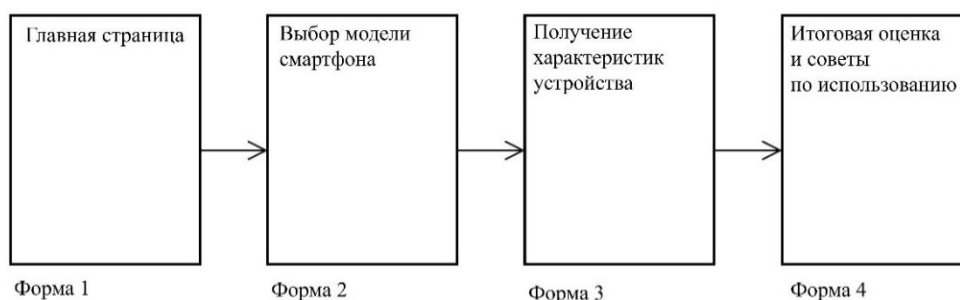 Главная страница
Выбор модели
смартфона
Получение
характеристик
устройства
Итоговая оценка
и советы
по использованию
Форма 1
Форма 2
Форма 3
Форма 4